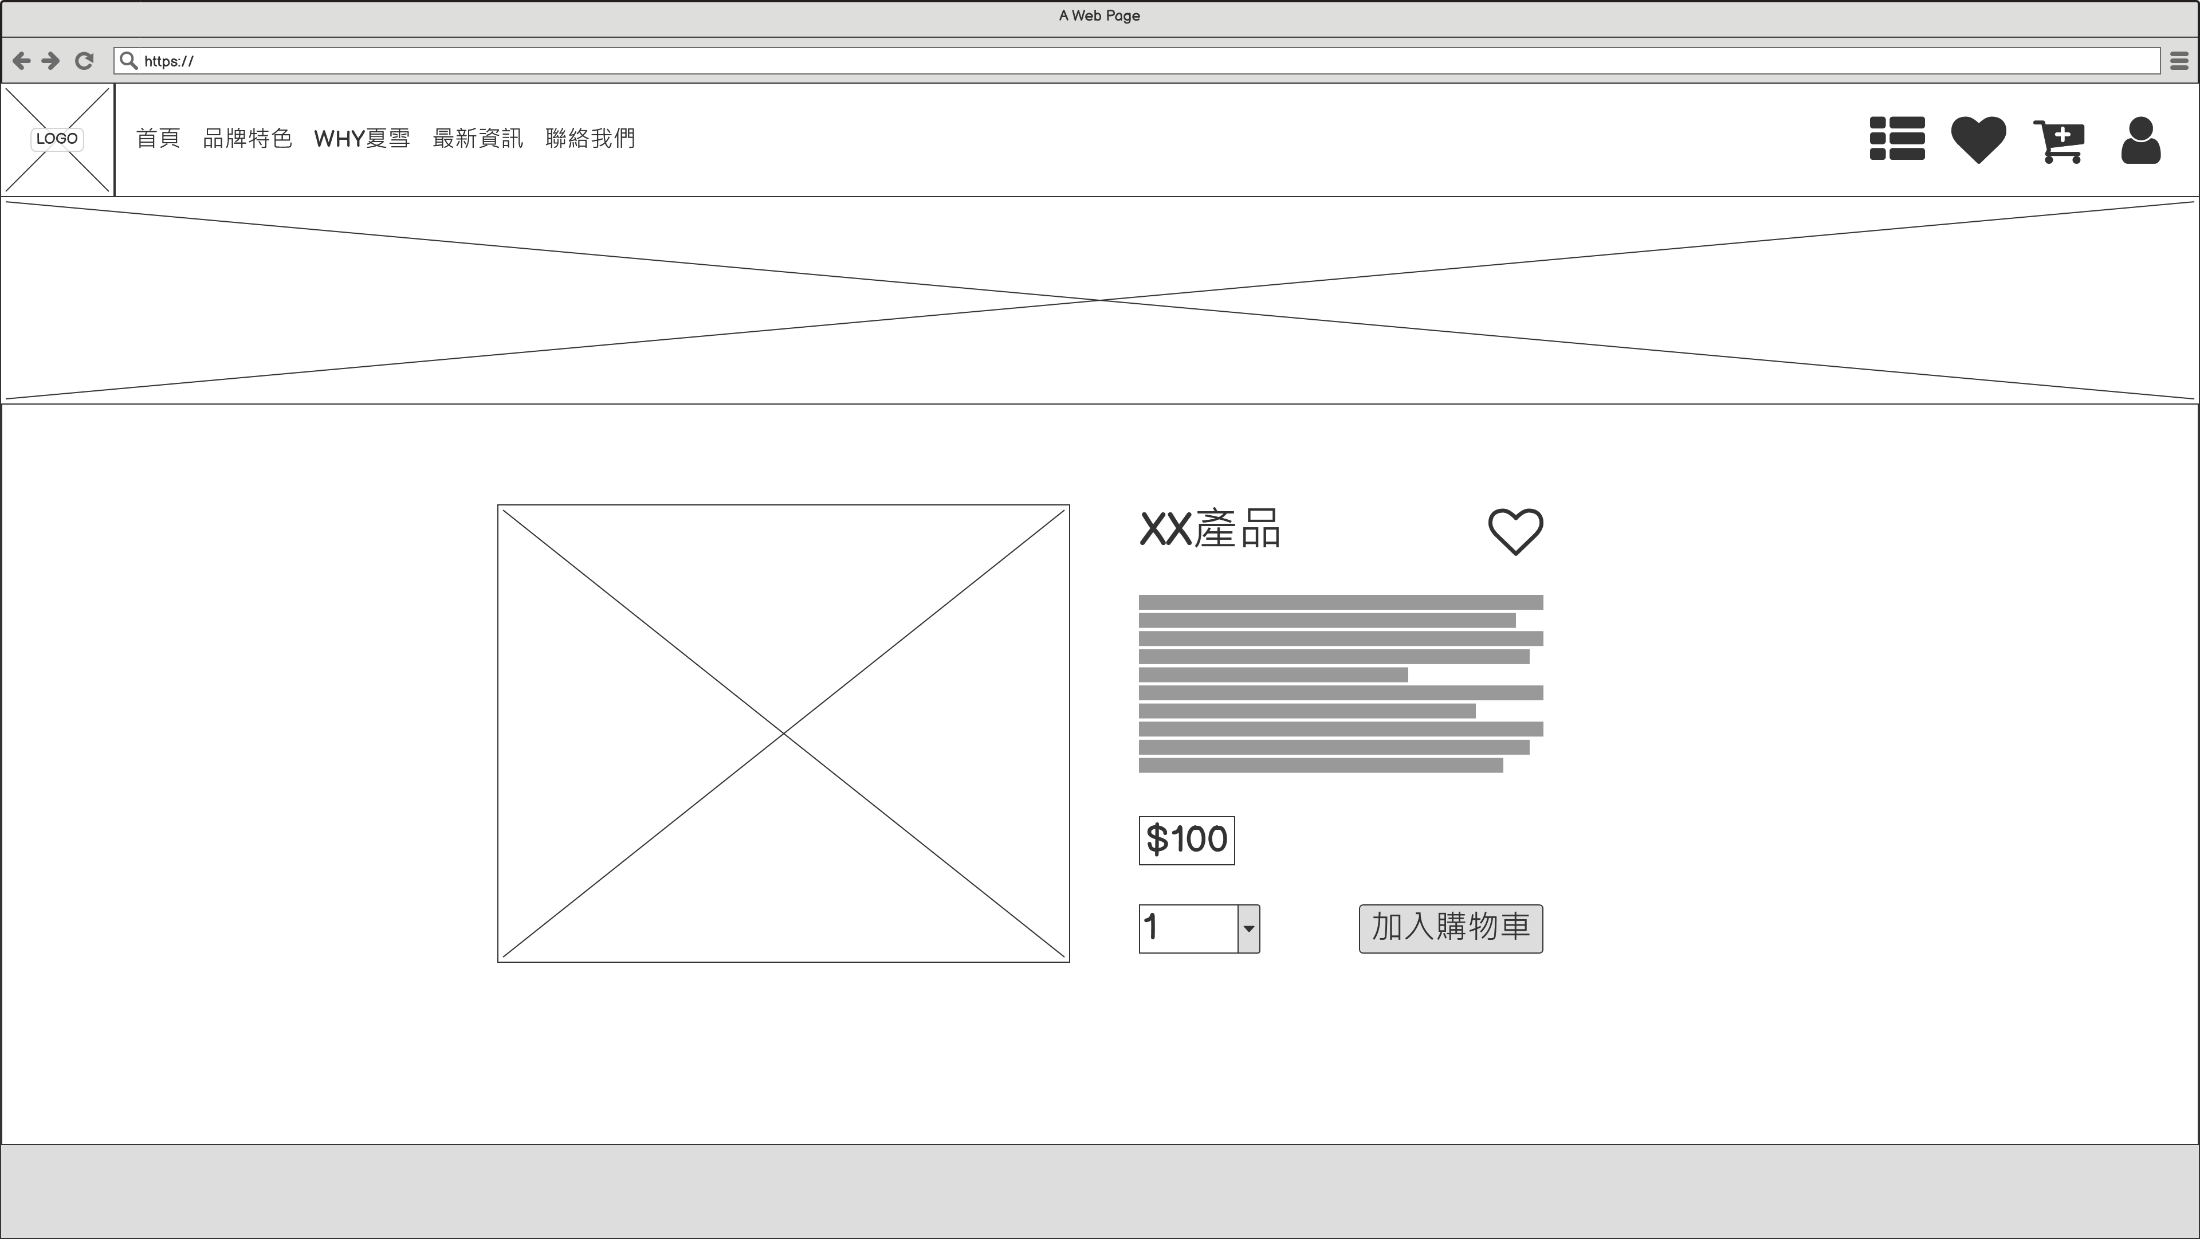 A Web Page
https://
LOGO
首頁 品牌特色 WHY夏雪 最新資訊 聯絡我們
XX產品
$100
1
加入購物車